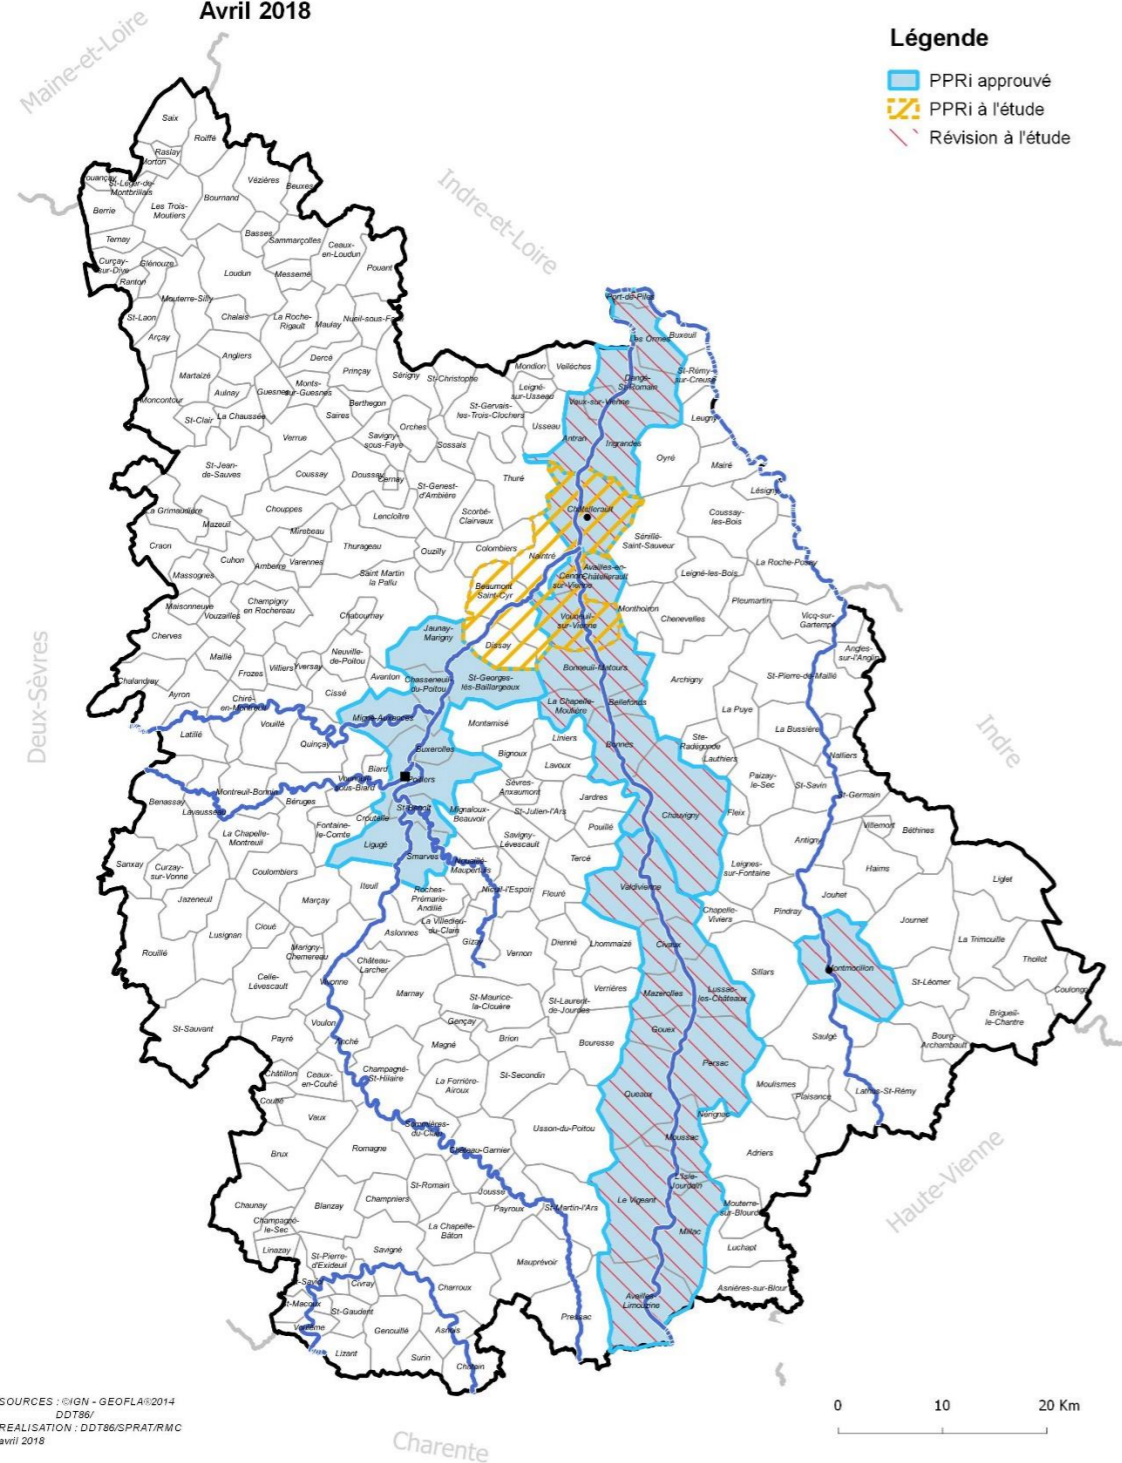 Avril 2018
Légende
PPRi approuvé
PPRi à l'étude
Révision à l'étude
Maine-et-Loire
Indre-et-Loire
Deux-Sèvres
Indre
Haute-Vienne
Charente
Saix
Roiffé
Raslay
Morton
St-Léger-de-
Montbrillais
Vézières
Beuxes
Berrie
Les Trois-
Moutiers
Bournand
Ternay
Basses
Sammarçolles
Ceaux-
en-Loudun
Curçay-
sur-Dive
Glénouze
Ranton
Loudun
Messemé
Pouant
Mouterre-Silly
St-Laon
Chalais
La Roche-
Rigault
Maulay
Arçay
Angliers
Dercé
Prinçay
Martaizé
Aulnay
Guesnes
Monts-
sur-Guesnes
Sérigny
St-Christophe
Mondion
Vellèches
Leigné-
sur-Usseau
Moncontour
St-Clair
La Chaussée
Saires
Berthegon
St-Gervais-
les-Trois-Clochers
Usseau
Orches
Savigny-
sous-Faye
Sossais
Verrue
St-Jean-
de-Sauves
Coussay
Doussay
Cernay
St-Genest-
d'Ambière
Thuré
Port-de-Piles
Les Ormes
Buxeuil
Dangé-
St-Romain
St-Rémy-
sur-Creuse
Vaux-sur-Vienne
Leugny
Antran
Ingrandes
Oyré
Mairé
Lésigny
La Grimaudière
Mazeuil
Chouppes
Mirebeau
Lencloître
Scorbé-
Clairvaux
Châtellerault
Coussay-
les-Bois
Sénillé-
Saint-Sauveur
Craon
Cuhon
Amberre
Varennes
Thurageau
Ouzilly
Colombiers
Naintré
Massognes
Saint Martin
la Pallu
Beaumont
Saint-Cyr
Cenon-
sur-Vienne
Availles-en-
Châtellerault
Leigné-les-Bois
La Roche-Posay
Maisonneuve
Vouzailles
Champigny
en Rochereau
Chabournay
Vouneuil-
sur-Vienne
Monthoiron
Chenevelles
Pleumartin
Vicq-sur-
Gartempe
Cherves
Maillé
Frozes
Villiers
Yversay
Neuville-
de-Poitou
Jaunay-
Marigny
Dissay
Angles-
sur-l'Anglin
Chalandray
Ayron
Chiré-
en-Montreuil
Cissé
Avanton
Chasseneuil-
du-Poitou
St-Georges-
lès-Baillargeaux
Bonneuil-Matours
Archigny
St-Pierre-de-Maillé
Latillé
Vouillé
Quinçay
Migné-Auxances
Montamisé
La Chapelle-
Moulière
Bellefonds
La Puye
La Bussière
Buxerolles
Bignoux
Liniers
Bonnes
Ste-
Radégonde
Lauthiers
Nalliers
Biard
Vouneuil-
sous-Biard
Poitiers
Lavoux
Sèvres-
Anxaumont
Paizay-
le-Sec
St-Savin
St-Germain
Benassay
Lavausseau
Montreuil-Bonnin
Béruges
St-Benoît
Mignaloux-
Beauvoir
St-Julien-l'Ars
Jardres
Chauvigny
Fleix
Antigny
Villemort
Béthines
La Chapelle-
Montreuil
Fontaine-
le-Comte
Croutelle
Savigny-
Lévescault
Pouillé
Sanxay
Curzay-
sur-Vonne
Coulombiers
Ligugé
Smarves
Nouaillé-
Maupertuis
Tercé
Leignes-
sur-Fontaine
Haims
Liglet
Jazeneuil
Marçay
Iteuil
Roches-
Prémarie-
Andillé
Nieuil-l'Espoir
Fleuré
Valdivienne
Jouhet
Pindray
Journet
Chapelle-
Viviers
Lusignan
Cloué
Aslonnes
La Villedieu-
du-Clain
Gizay
Vernon
Dienné
Lhommaizé
Civaux
La Trimouille
Thollet
Rouillé
Marigny-
Chemereau
Château-
Larcher
Celle-
Lévescault
Vivonne
Marnay
St-Maurice-
la-Clouère
Gençay
St-Laurent-
de-Jourdes
Verrières
Mazerolles
Lussac-
les-Châteaux
Sillars
Montmorillon
St-Léomer
Coulonges
Brigueil-
le-Chantre
St-Sauvant
Payré
Voulon
Anché
Magné
Brion
Bouresse
Gouex
Saulgé
Bourg-
Archambault
Châtillon
Couhé
Ceaux-
en-Couhé
Champagné-
St-Hilaire
La Ferrière-
Airoux
St-Secondin
Persac
Moulismes
Plaisance
Lathus-St-Rémy
Queaux
Nérignac
Vaux
Sommières-
du-Clain
Usson-du-Poitou
Moussac
Adriers
Brux
Romagne
Château-Garnier
L'Isle-
Jourdain
Chaunay
Blanzay
Champniers
St-Romain
Joussé
Payroux
St-Martin-l'Ars
Le Vigeant
Mouterre-
sur-Blourde
Champagné-
le-Sec
Linazay
St-Pierre-
d'Exideuil
Savigné
La Chapelle-
Bâton
Mauprévoir
Millac
Luchapt
Civray
Charroux
Asnières-sur-Blour
St-Gaudent
Genouillé
Asnois
Pressac
Availles-
Limouzine
Lizant
Surin
Chatain
SOURCES : ©IGN - GEOFLA®2014
DDT86/
REALISATION : DDT86/SPRAT/RMC
avril 2018
0 10 20 Km